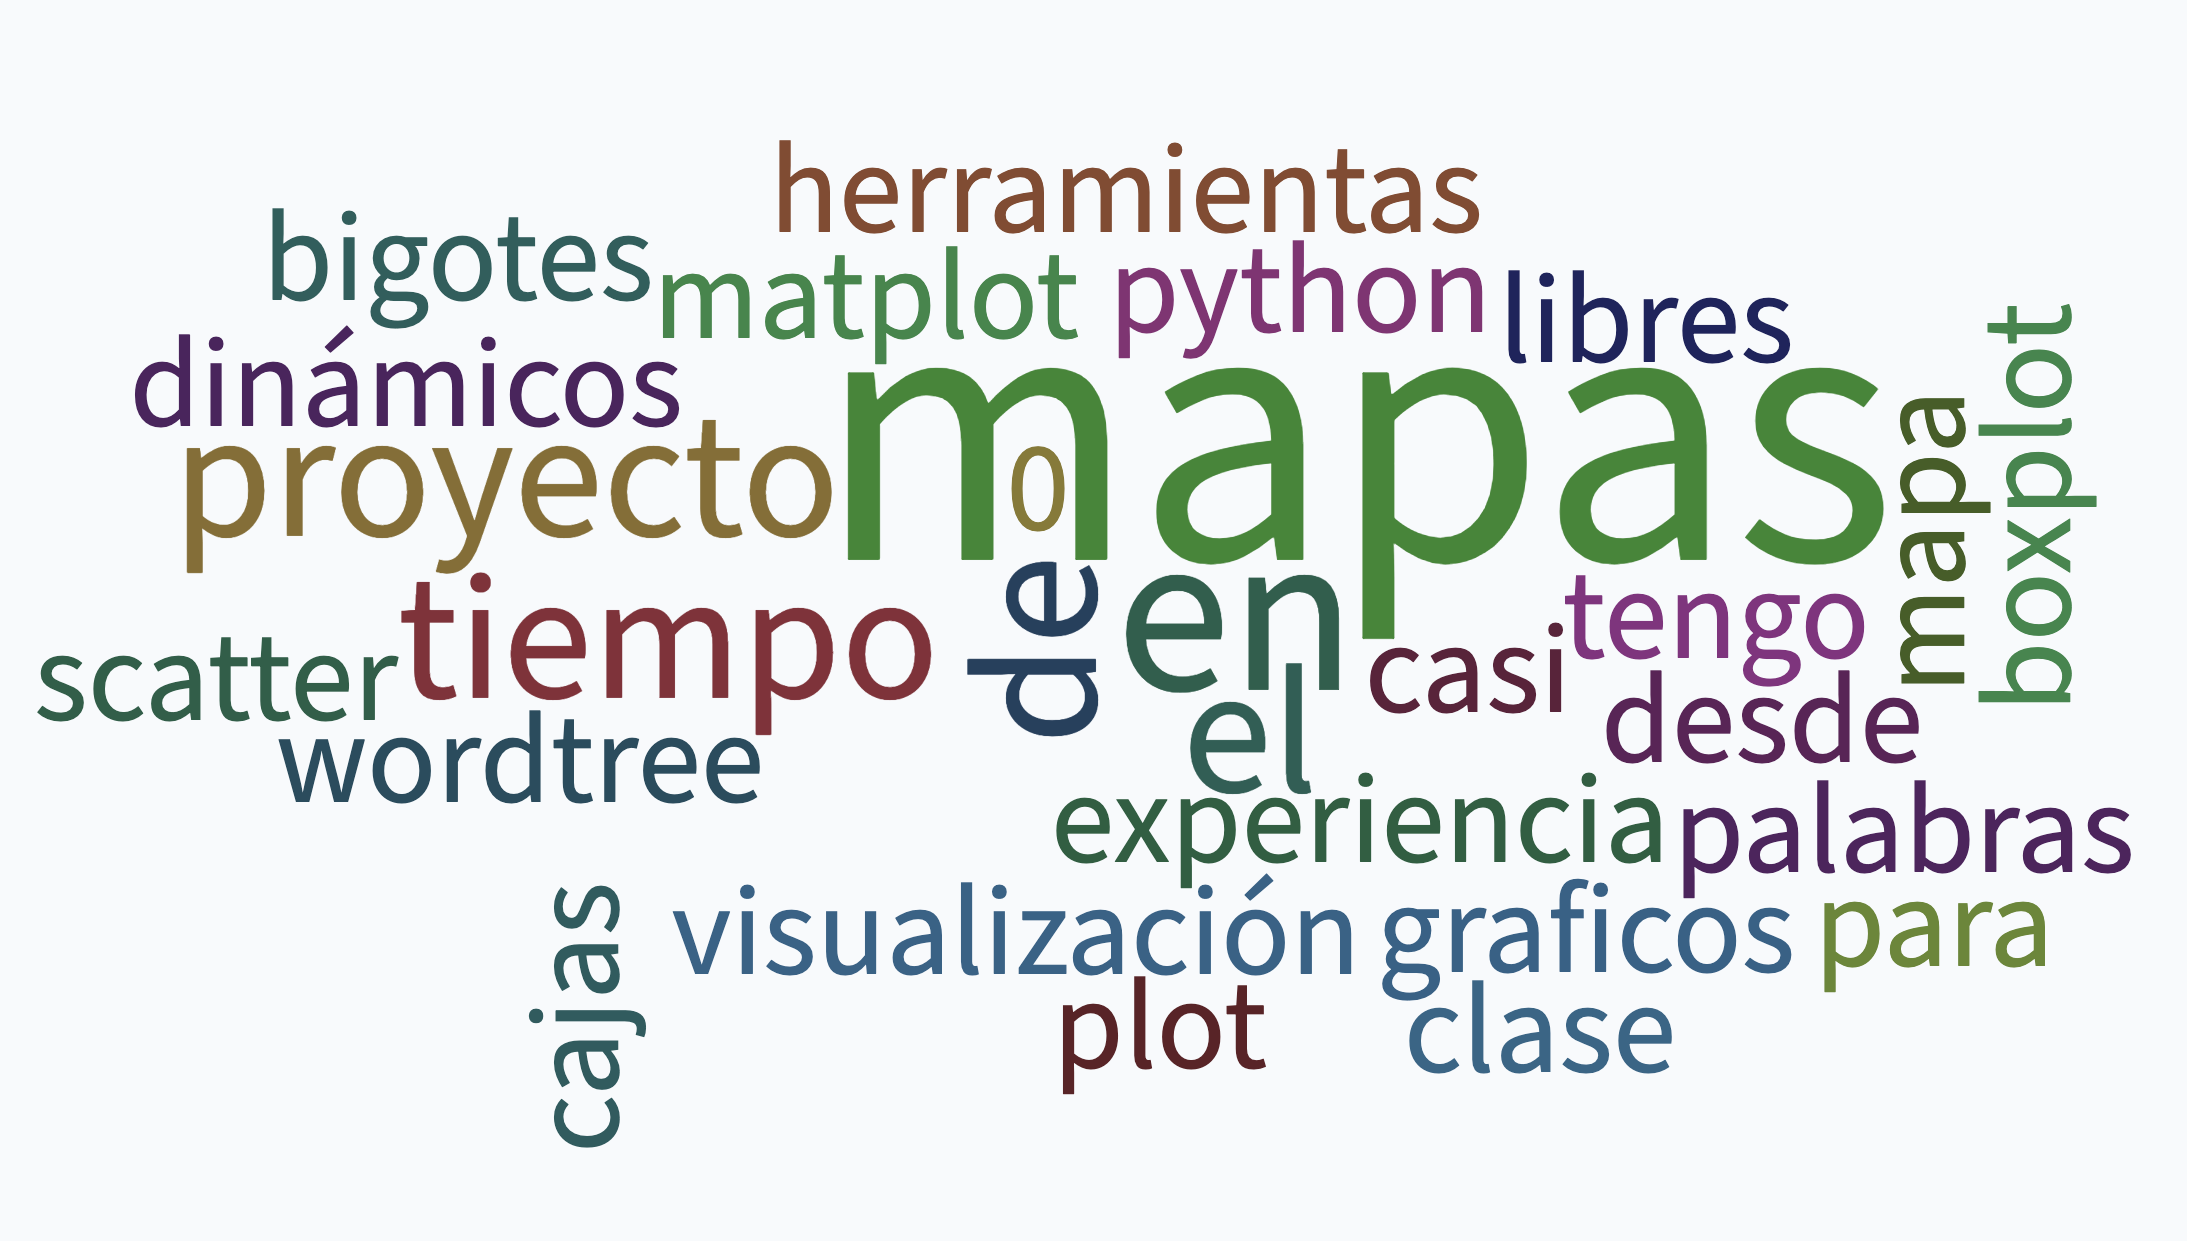 herramientas
bigotes
matplot
python
libres
dinámicos
mapas
proyecto
0
mapa
boxplot
tiempo
de
en
tengo
scatter
casi
el
desde
wordtree
experiencia
palabras
cajas
visualización
graficos
para
plot
clase